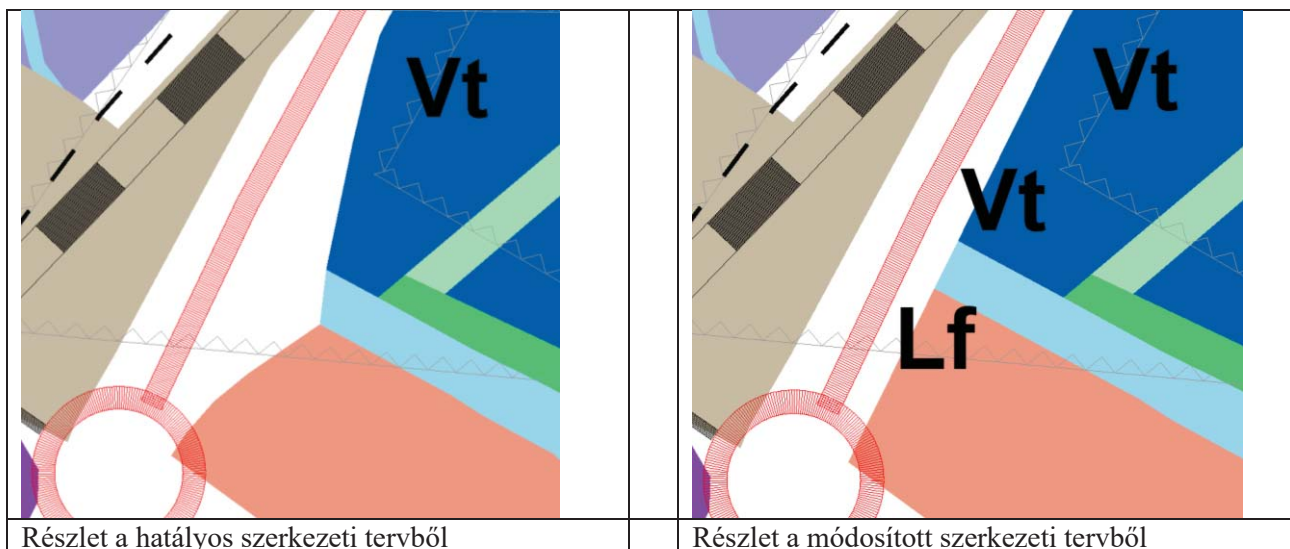 Vt
Vt
Vt
Lf
Részlet a hatályos szerkezeti tervből
Részlet a módosított szerkezeti tervből